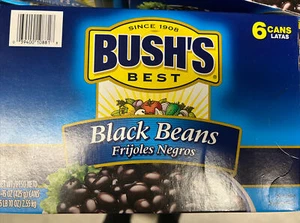 SINCE 1908
BUSH'S
BEST
®
6 CANS
LATAS
Black Beans
Frijoles Negros